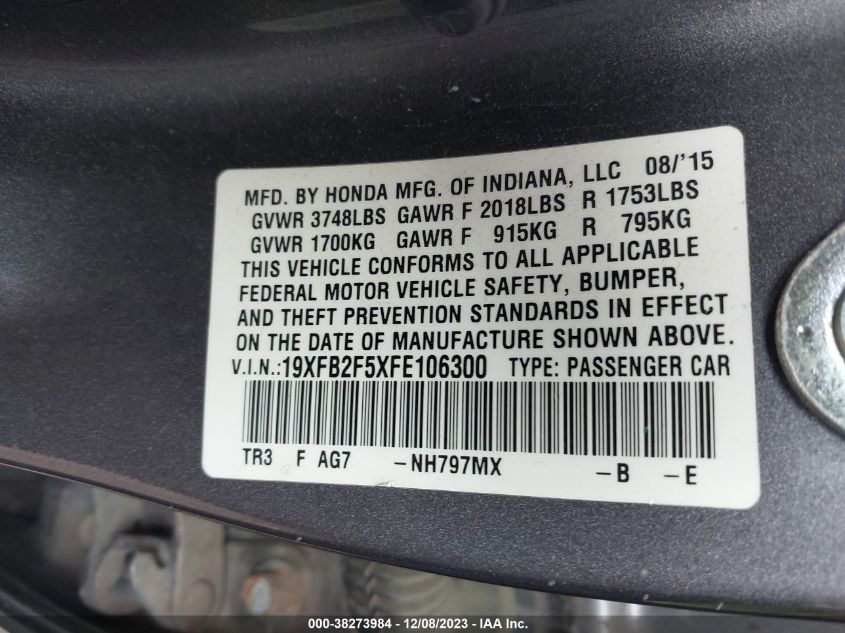 MFD. BY HONDA MFG. OF INDIANA, LLC 08/'15
GVWR 3748LBS GAWR F 2018LBS R 1753LBS
GVWR 1700KG GAWR F 915KG R 795KG
THIS VEHICLE CONFORMS TO ALL APPLICABLE
FEDERAL MOTOR VEHICLE SAFETY, BUMPER,
AND THEFT PREVENTION STANDARDS IN EFFECT
ON THE DATE OF MANUFACTURE SHOWN ABOVE.
V.I.N.:19XFB2F5XFE106300 TYPE: PASSENGER CAR
TR3 F AG7 -NH797MX -B -E
000-38273984 - 12/08/2023 - IAA Inc.